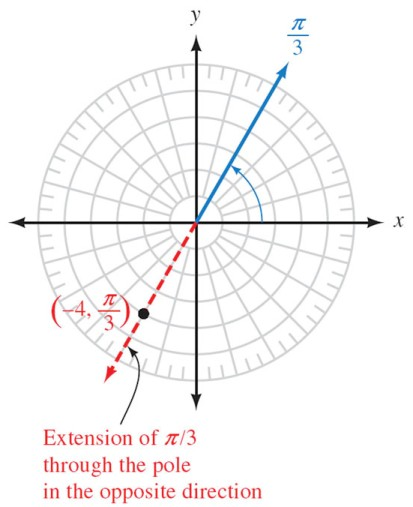 y
π/3
x
(-4, π/3)
Extension of π/3
through the pole
in the opposite direction